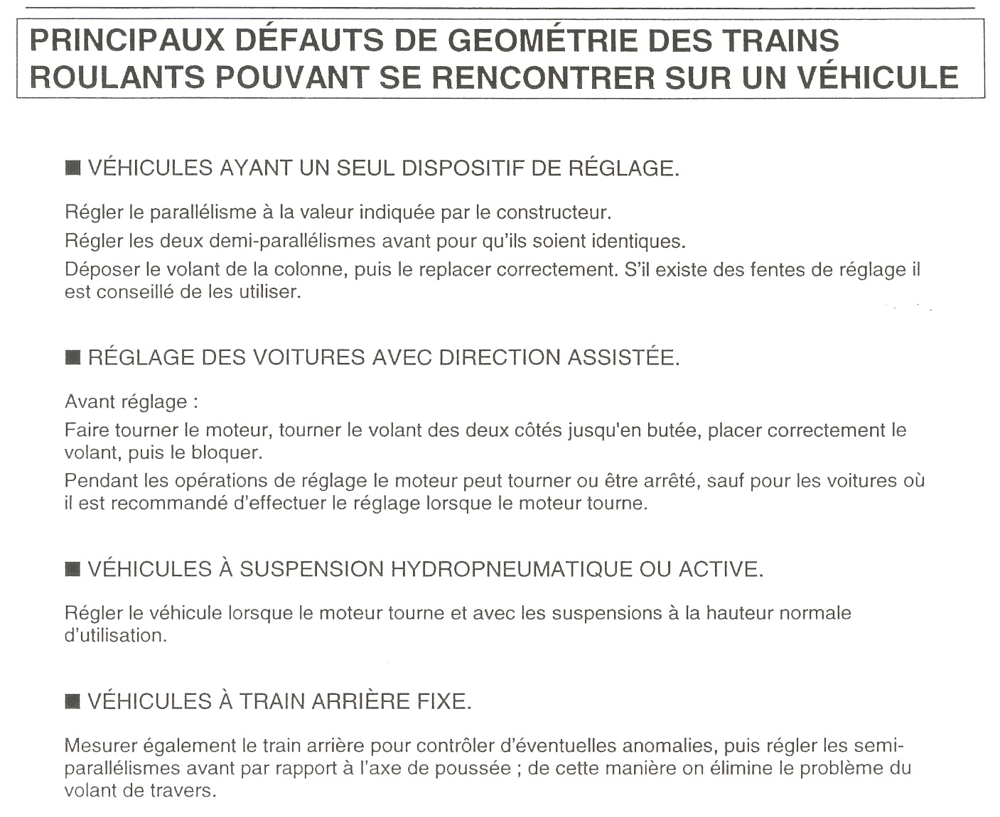 PRINCIPAUX DÉFAUTS DE GEOMÉTRIE DES TRAINS
ROULANTS POUVANT SE RENCONTRER SUR UN VÉHICULE
■ VÉHICULES AYANT UN SEUL DISPOSITIF DE RÉGLAGE.
Régler le parallélisme à la valeur indiquée par le constructeur.
Régler les deux demi-parallélismes avant pour qu'ils soient identiques.
Déposer le volant de la colonne, puis le replacer correctement. S'il existe des fentes de réglage il
est conseillé de les utiliser.
■ RÉGLAGE DES VOITURES AVEC DIRECTION ASSISTÉE.
Avant réglage :
Faire tourner le moteur, tourner le volant des deux côtés jusqu'en butée, placer correctement le
volant, puis le bloquer.
Pendant les opérations de réglage le moteur peut tourner ou être arrêté, sauf pour les voitures où
il est recommandé d'effectuer le réglage lorsque le moteur tourne.
■ VÉHICULES À SUSPENSION HYDROPNEUMATIQUE OU ACTIVE.
Régler le véhicule lorsque le moteur tourne et avec les suspensions à la hauteur normale
d'utilisation.
■ VÉHICULES À TRAIN ARRIÈRE FIXE.
Mesurer également le train arrière pour contrôler d'éventuelles anomalies, puis régler les semi-
parallélismes avant par rapport à l'axe de poussée ; de cette manière on élimine le problème du
volant de travers.